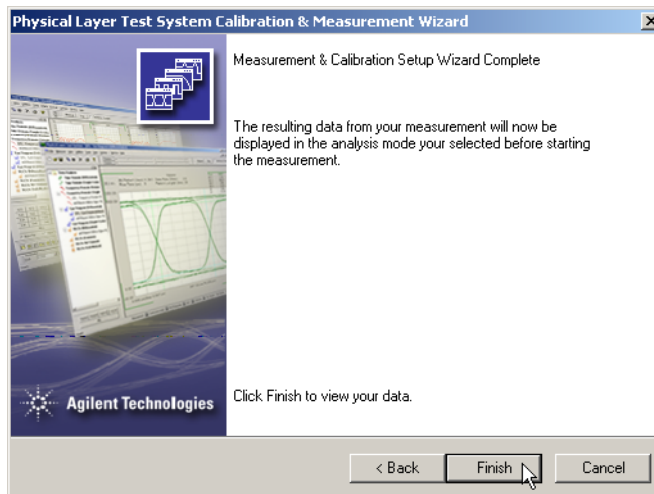 Physical Layer Test System Calibration & Measurement Wizard
Measurement & Calibration Setup Wizard Complete
The resulting data from your measurement will now be
displayed in the analysis mode your selected before starting
the measurement.
Agilent Technologies
Click Finish to view your data.
< Back
Finish
Cancel